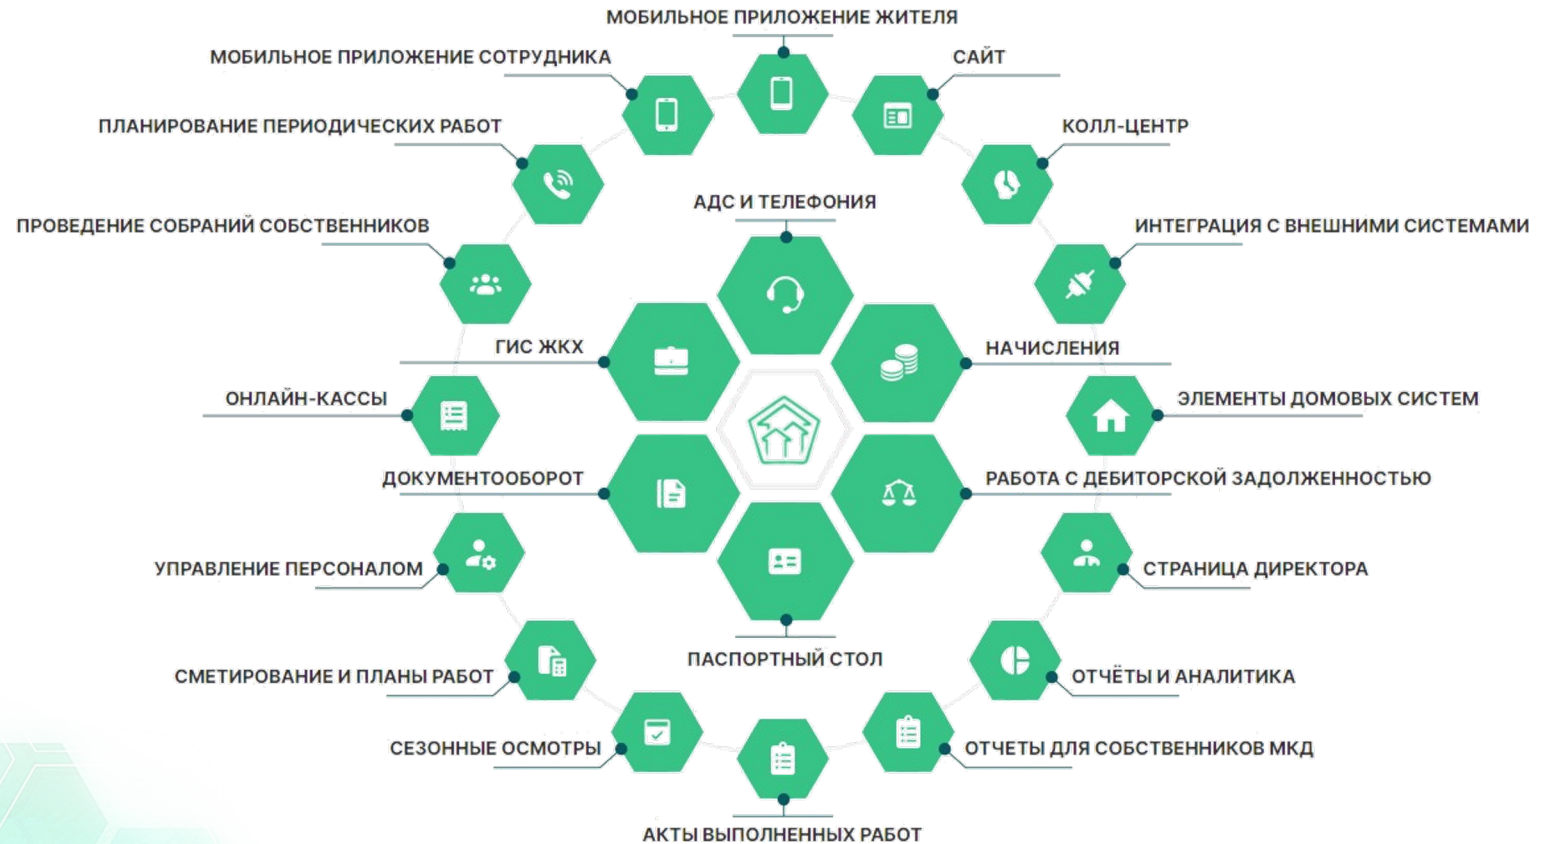 МОБИЛЬНОЕ ПРИЛОЖЕНИЕ ЖИТЕЛЯ
МОБИЛЬНОЕ ПРИЛОЖЕНИЕ СОТРУДНИКА
САЙТ
ПЛАНИРОВАНИЕ ПЕРИОДИЧЕСКИХ РАБОТ
КОЛЛ-ЦЕНТР
АДС И ТЕЛЕФОНИЯ
ПРОВЕДЕНИЕ СОБРАНИЙ СОБСТВЕННИКОВ
ИНТЕГРАЦИЯ С ВНЕШНИМИ СИСТЕМАМИ
ГИС ЖКХ
НАЧИСЛЕНИЯ
ОНЛАЙН-КАССЫ
ЭЛЕМЕНТЫ ДОМОВЫХ СИСТЕМ
ДОКУМЕНТООБОРОТ
РАБОТА С ДЕБИТОРСКОЙ ЗАДОЛЖЕННОСТЬЮ
УПРАВЛЕНИЕ ПЕРСОНАЛОМ
СТРАНИЦА ДИРЕКТОРА
ПАСПОРТНЫЙ СТОЛ
СМЕТИРОВАНИЕ И ПЛАНЫ РАБОТ
ОТЧЁТЫ И АНАЛИТИКА
СЕЗОННЫЕ ОСМОТРЫ
ОТЧЕТЫ ДЛЯ СОБСТВЕННИКОВ МКД
АКТЫ ВЫПОЛНЕННЫХ РАБОТ